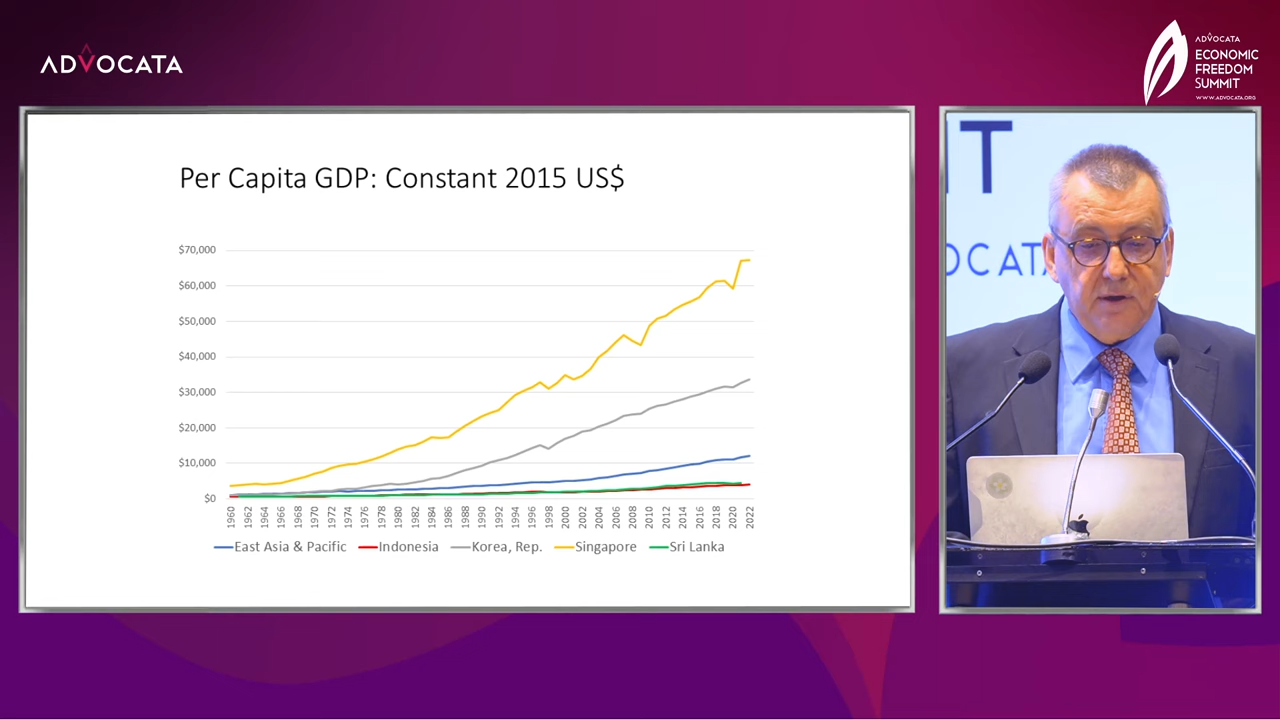 ADVOCATA
ADVOCATA
ECONOMIC
FREEDOM
SUMMIT
WWW.ADVOCATA.ORG
Per Capita GDP: Constant 2015 US$
$70,000
$60,000
$50,000
$40,000
$30,000
$20,000
$10,000
$0
1960 1962 1964 1966 1968 1970 1972 1974 1976 1978 1980 1982 1984 1986 1988 1990 1992 1994 1996 1998 2000 2002 2004 2006 2008 2010 2012 2014 2016 2018 2020 2022
East Asia & Pacific Indonesia Korea, Rep. Singapore Sri Lanka
IT
OCATA